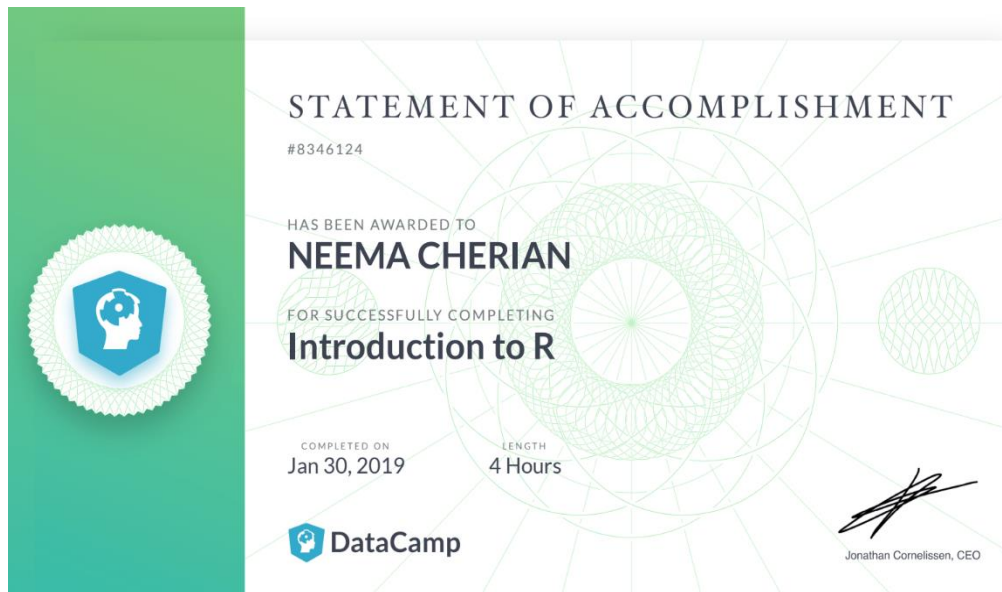 STATEMENT OF ACCOMPLISHMENT
#8346124
HAS BEEN AWARDED TO
NEEMA CHERIAN
FOR SUCCESSFULLY COMPLETING
Introduction to R
COMPLETED ON
Jan 30, 2019
LENGTH
4 Hours
DataCamp
Jonathan Cornelissen, CEO